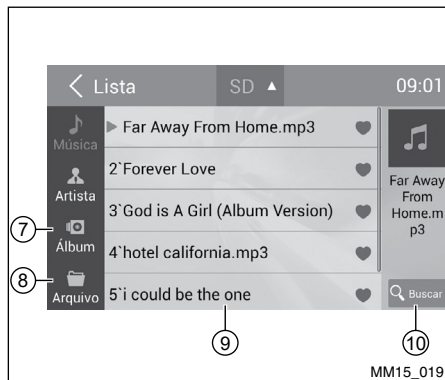 Lista SD ▲ 09:01
Música
Artista
Álbum
Arquivo
Far Away From Home.mp3
2`Forever Love
3`God is A Girl (Album Version)
4`hotel california.mp3
5`i could be the one
Far Away
From
Home.m
p3
Buscar
7
8
9
10
MM15_019